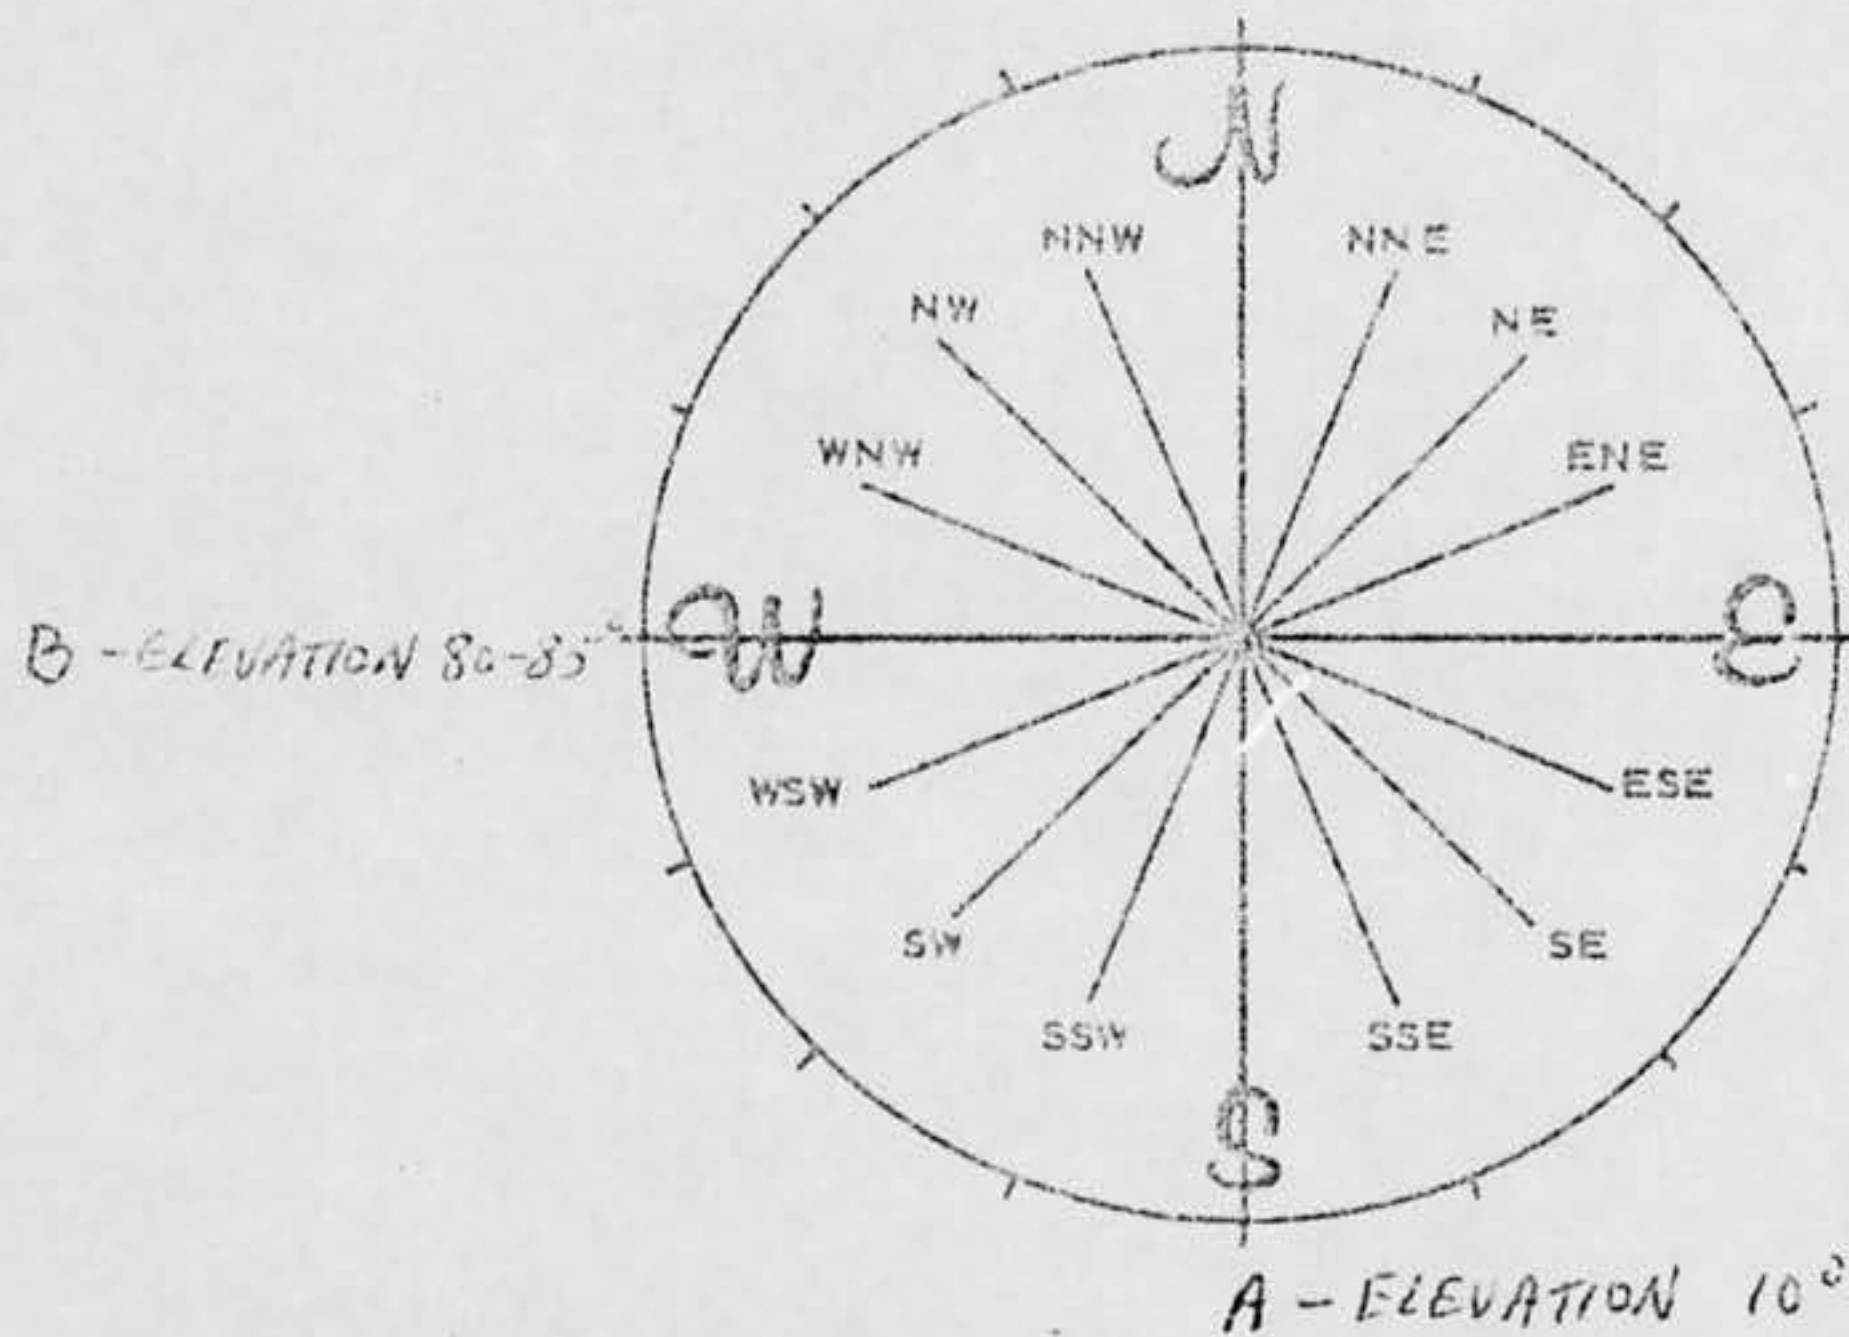 N
NNW NNE
NW NE
WNW ENE
B - ELEVATION 80-85° W E
WSW ESE
SW SE
SSW SSE
S
A - ELEVATION 10°